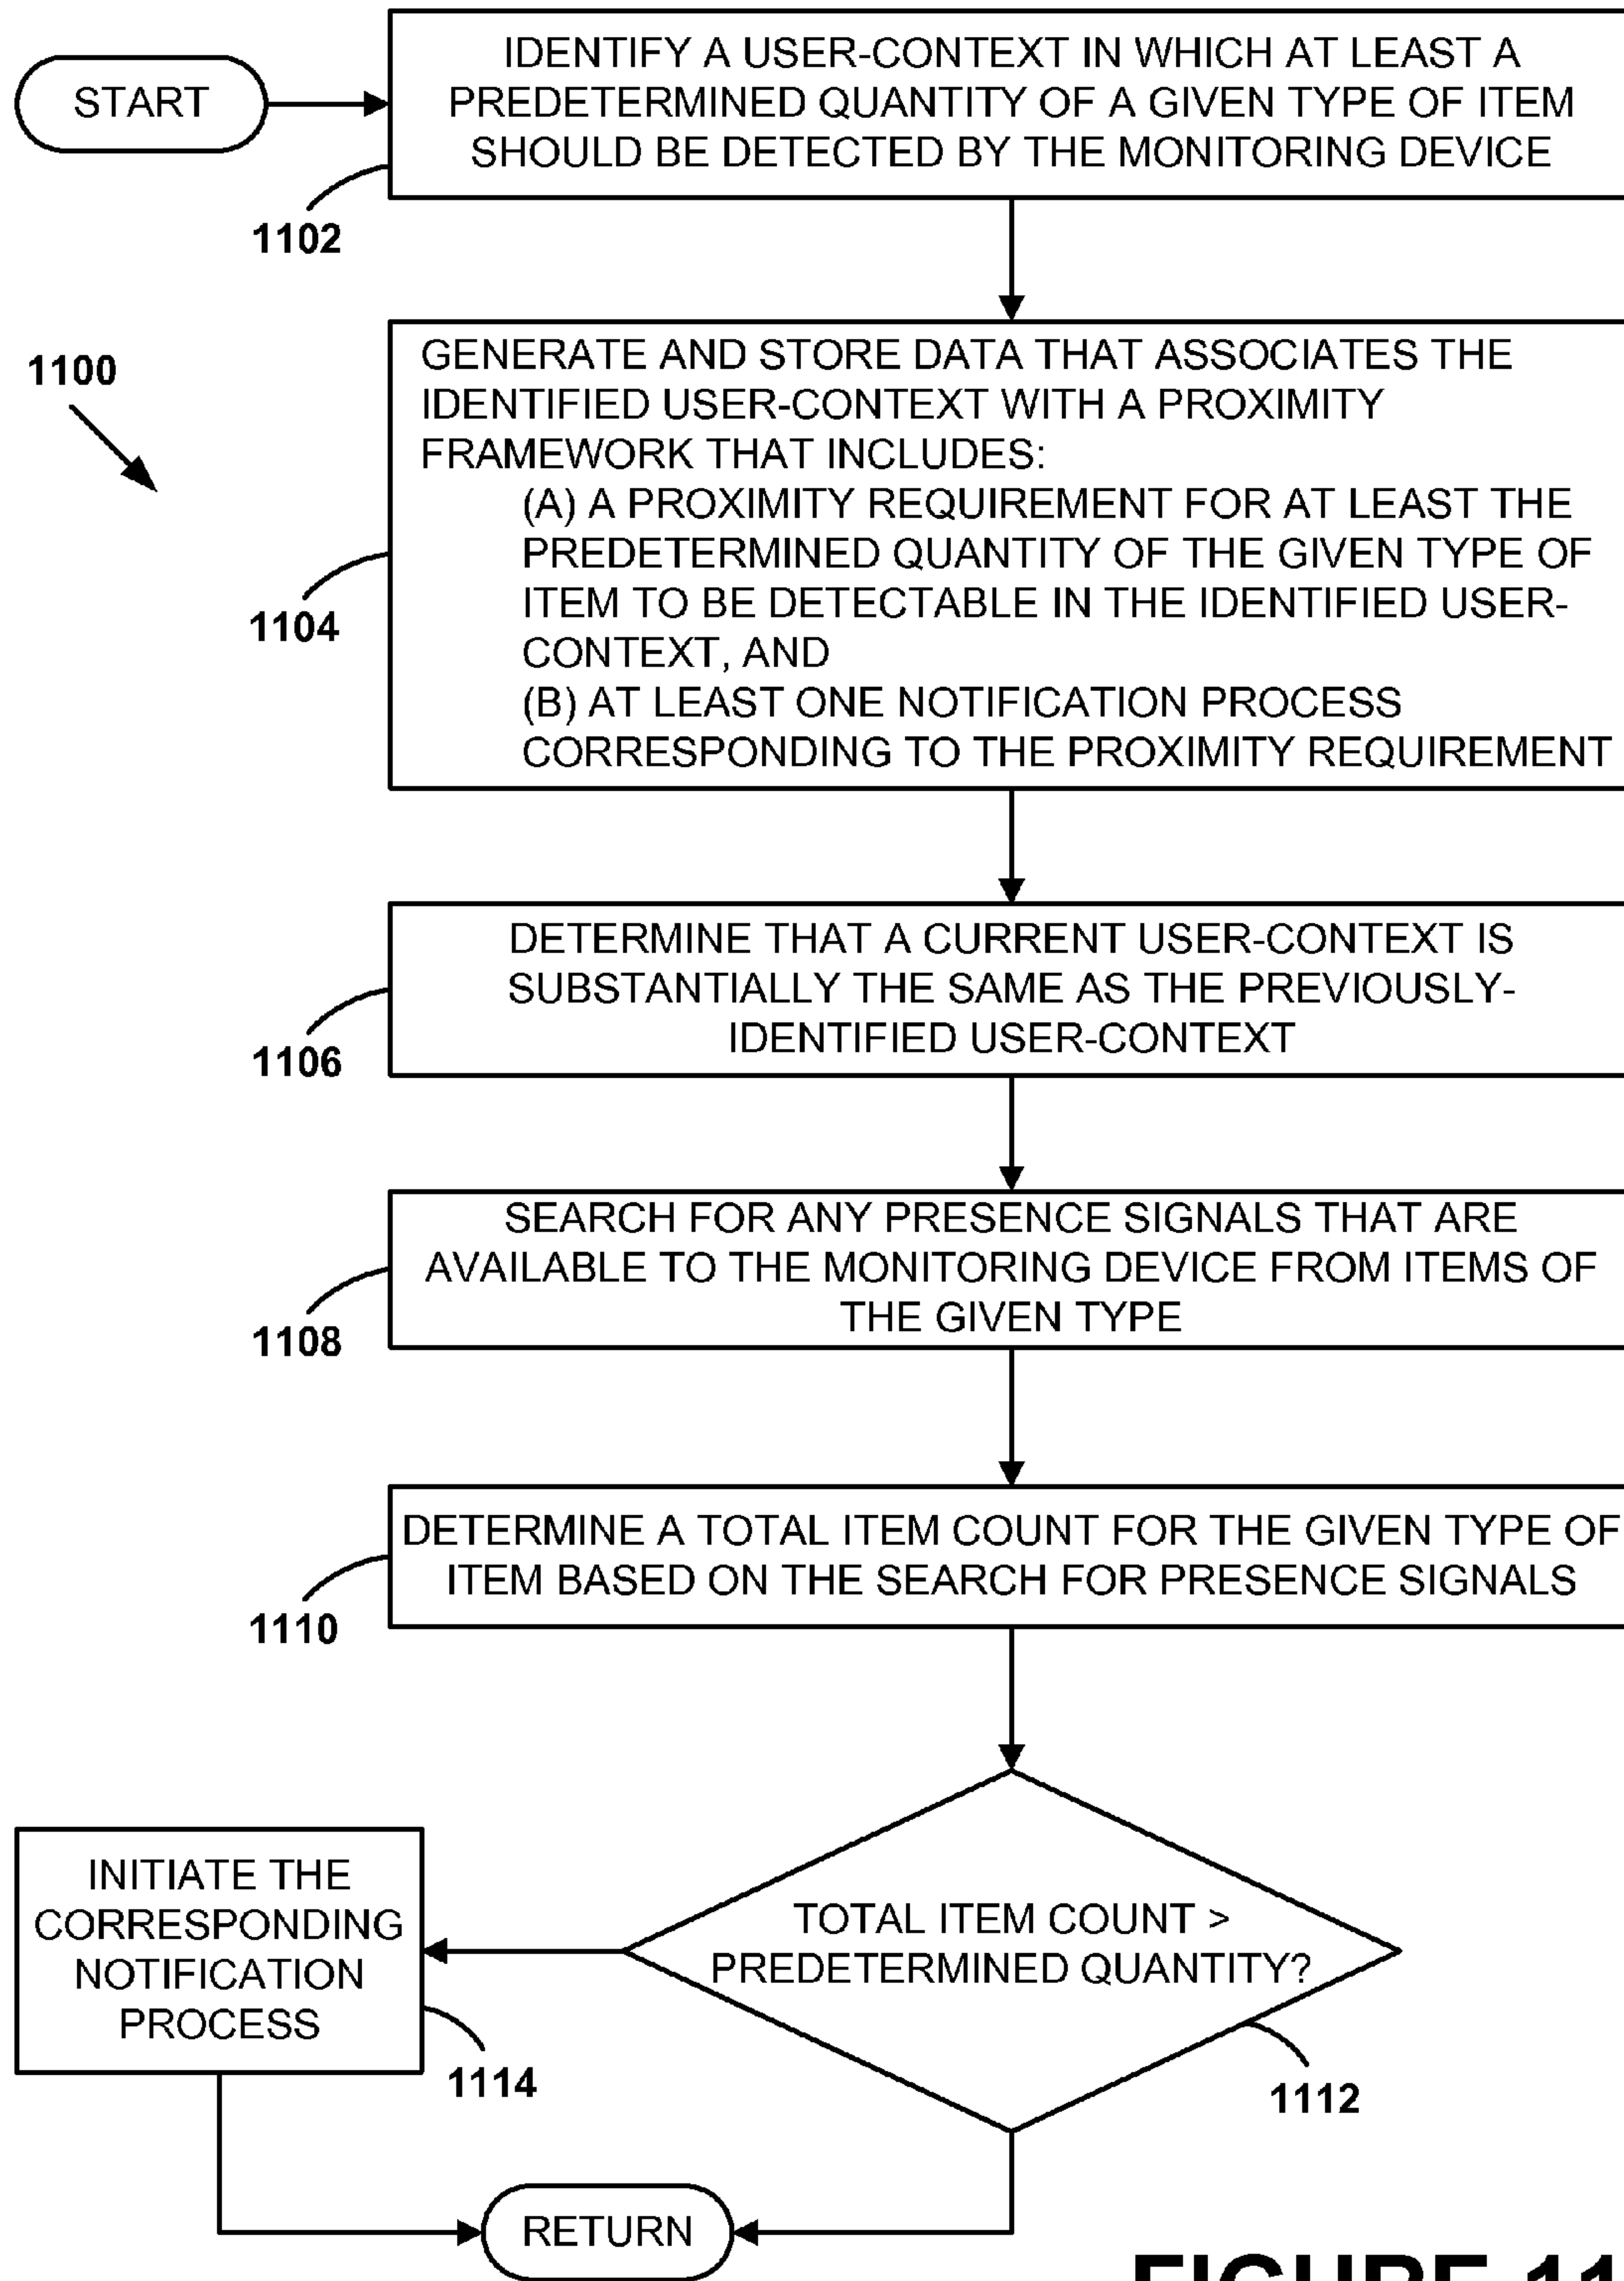 START
IDENTIFY A USER-CONTEXT IN WHICH AT LEAST A
PREDETERMINED QUANTITY OF A GIVEN TYPE OF ITEM
SHOULD BE DETECTED BY THE MONITORING DEVICE
1102
1100
GENERATE AND STORE DATA THAT ASSOCIATES THE
IDENTIFIED USER-CONTEXT WITH A PROXIMITY
FRAMEWORK THAT INCLUDES:
(A) A PROXIMITY REQUIREMENT FOR AT LEAST THE
PREDETERMINED QUANTITY OF THE GIVEN TYPE OF
ITEM TO BE DETECTABLE IN THE IDENTIFIED USER-
CONTEXT, AND
(B) AT LEAST ONE NOTIFICATION PROCESS
CORRESPONDING TO THE PROXIMITY REQUIREMENT
1104
DETERMINE THAT A CURRENT USER-CONTEXT IS
SUBSTANTIALLY THE SAME AS THE PREVIOUSLY-
IDENTIFIED USER-CONTEXT
1106
SEARCH FOR ANY PRESENCE SIGNALS THAT ARE
AVAILABLE TO THE MONITORING DEVICE FROM ITEMS OF
THE GIVEN TYPE
1108
DETERMINE A TOTAL ITEM COUNT FOR THE GIVEN TYPE OF
ITEM BASED ON THE SEARCH FOR PRESENCE SIGNALS
1110
TOTAL ITEM COUNT >
PREDETERMINED QUANTITY?
1112
INITIATE THE
CORRESPONDING
NOTIFICATION
PROCESS
1114
RETURN
FIGURE 11